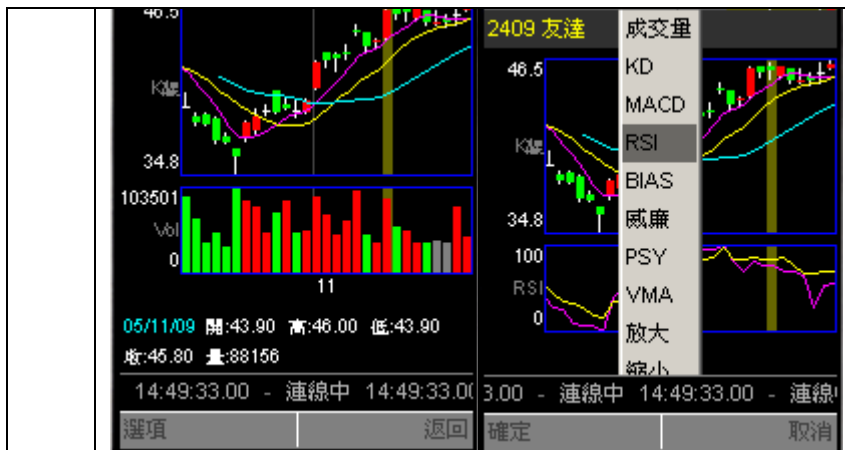 46.5
K線
34.8
103501
Vol
0
11
05/11/09 開:43.90 高:46.00 低:43.90
收:45.80 量:88156
14:49:33.00 - 連線中 14:49:33.0
選項 返回
2409 友達
成交量
KD
MACD
RSI
BIAS
威廉
PSY
VMA
放大
縮小
46.5
K線
34.8
100
RSI
0
3.00 - 連線中 14:49:33.00 - 連線
確定 取消